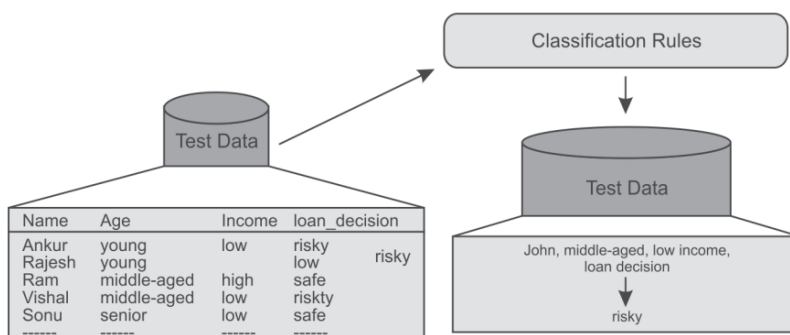 Classification Rules
Test Data
Test Data
Name Age Income loan_decision
Ankur young low risky
Rajesh young low risky
Ram middle-aged high safe
Vishal middle-aged low riskty
Sonu senior low safe
------ ------ ------ ------
John, middle-aged, low income,
loan decision
risky